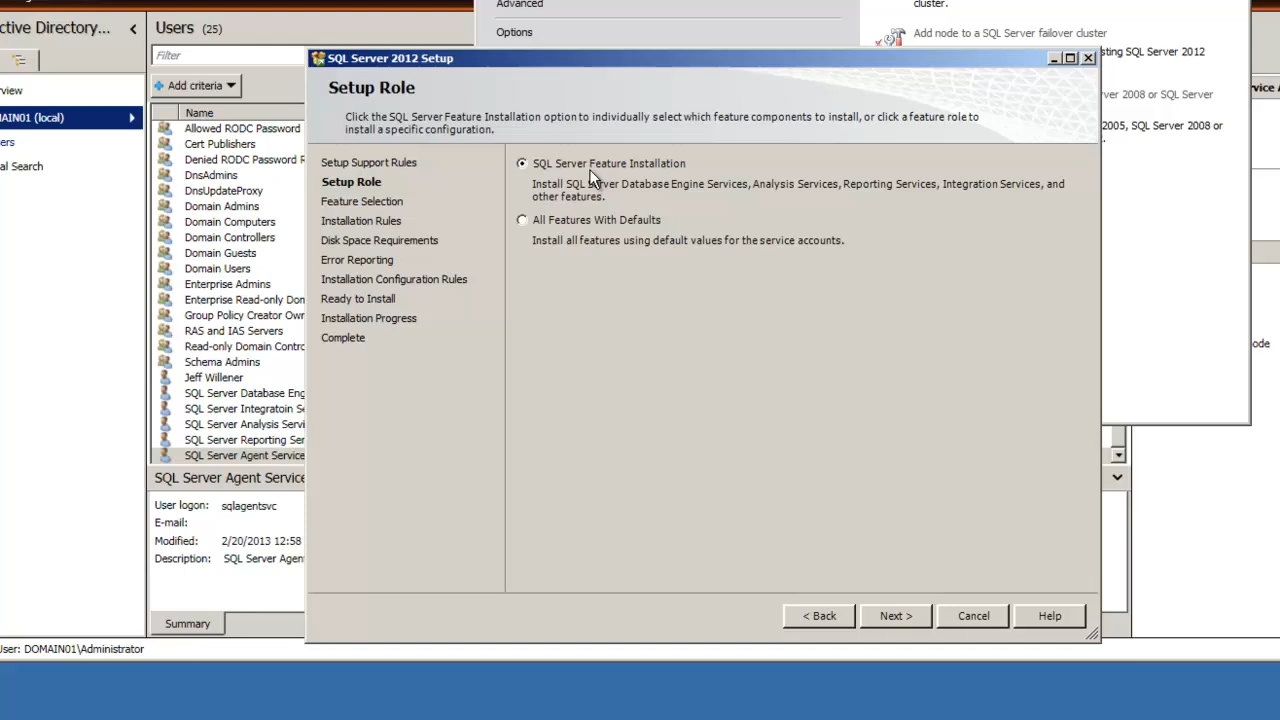 Advanced
Options
cluster.
Add node to a SQL Server failover cluster
sting SQL Server 2012
ver 2008 or SQL Server
2005, SQL Server 2008 or
ctive Directory...
Users (25)
Filter
Add criteria
Name
view
MAIN01 (local)
ers
al Search
Allowed RODC Password
Cert Publishers
Denied RODC Password R
DnsAdmins
DnsUpdateProxy
Domain Admins
Domain Computers
Domain Controllers
Domain Guests
Domain Users
Enterprise Admins
Enterprise Read-only Don
Group Policy Creator Owr
RAS and IAS Servers
Read-only Domain Contro
Schema Admins
Jeff Willener
SQL Server Database Eng
SQL Server Integratoin Se
SQL Server Analysis Servi
SQL Server Reporting Ser
SQL Server Agent Service
SQL Server Agent Service
User logon: sqlagentsvc
E-mail:
Modified: 2/20/2013 12:58
Description: SQL Server Agen
Summary
User: DOMAIN01\Administrator
SQL Server 2012 Setup
Setup Role
Click the SQL Server Feature Installation option to individually select which feature components to install, or click a feature role to
install a specific configuration.
Setup Support Rules
Setup Role
Feature Selection
Installation Rules
Disk Space Requirements
Error Reporting
Installation Configuration Rules
Ready to Install
Installation Progress
Complete
SQL Server Feature Installation
Install SQL Server Database Engine Services, Analysis Services, Reporting Services, Integration Services, and
other features.
All Features With Defaults
Install all features using default values for the service accounts.
< Back
Next >
Cancel
Help
vice A
ode